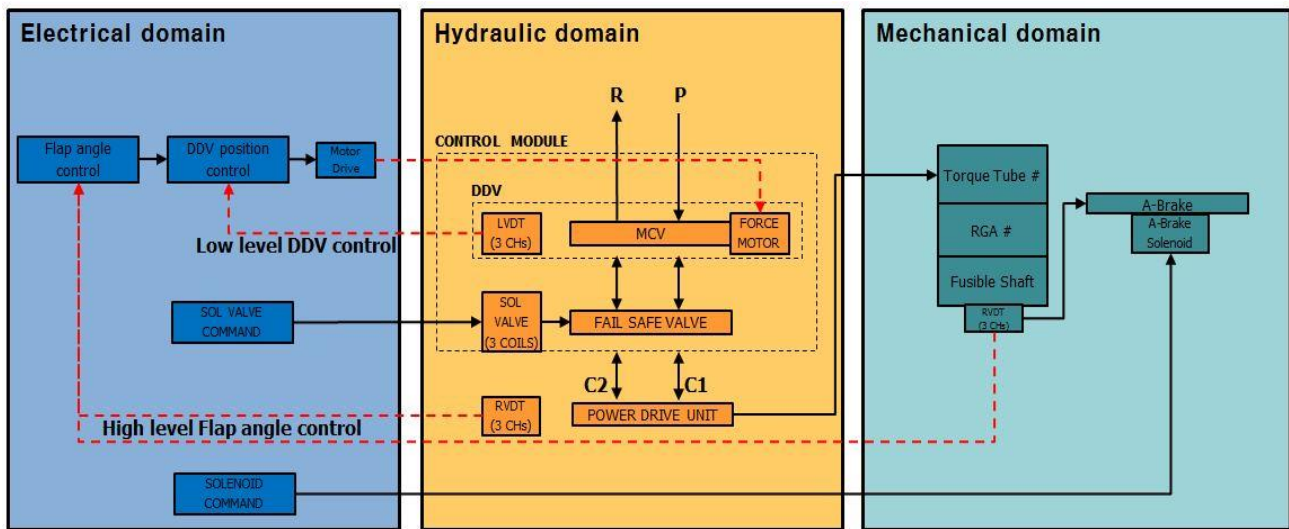 Electrical domain
Flap angle
control
DDV position
control
Motor
Drive
Low level DDV control
SOL VALVE
COMMAND
High level Flap angle control
SOLENOID
COMMAND
Hydraulic domain
R
P
CONTROL MODULE
DDV
LVDT
(3 CHs)
MCV
FORCE
MOTOR
SOL
VALVE
(3 COILS)
FAIL SAFE VALVE
C2
C1
RVDT
(3 CHs)
POWER DRIVE UNIT
Mechanical domain
Torque Tube #
RGA #
Fusible Shaft
RVDT
(3 CHs)
A-Brake
A-Brake
Solenoid